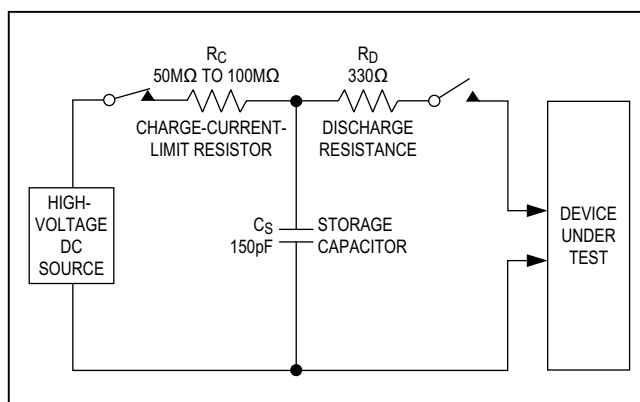 RC
50MΩ TO 100MΩ
CHARGE-CURRENT-
LIMIT RESISTOR
RD
330Ω
DISCHARGE
RESISTANCE
HIGH-
VOLTAGE
DC
SOURCE
CS
150pF
STORAGE
CAPACITOR
DEVICE
UNDER
TEST